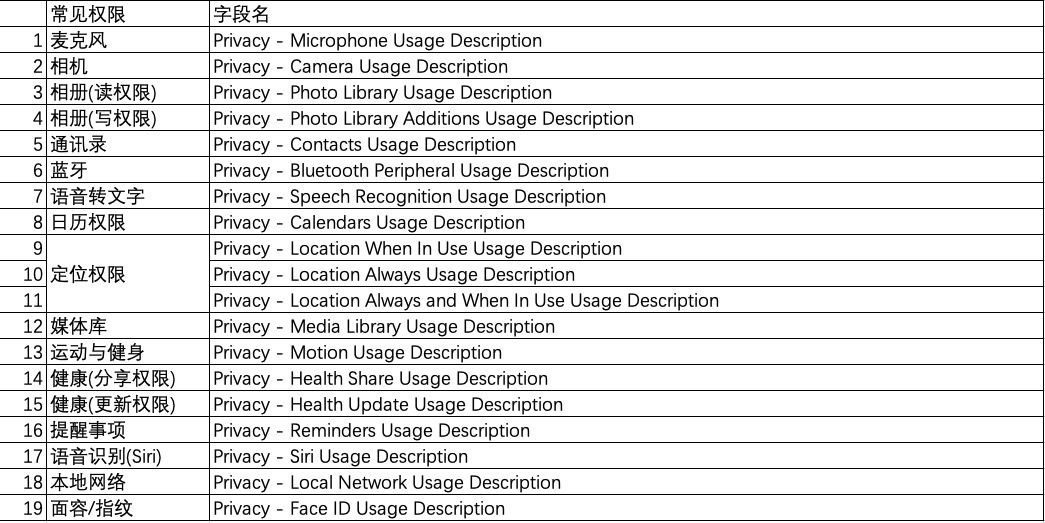 常见权限 字段名
1 麦克风 Privacy - Microphone Usage Description
2 相机 Privacy - Camera Usage Description
3 相册(读权限) Privacy - Photo Library Usage Description
4 相册(写权限) Privacy - Photo Library Additions Usage Description
5 通讯录 Privacy - Contacts Usage Description
6 蓝牙 Privacy - Bluetooth Peripheral Usage Description
7 语音转文字 Privacy - Speech Recognition Usage Description
8 日历权限 Privacy - Calendars Usage Description
9 Privacy - Location When In Use Usage Description
10 定位权限 Privacy - Location Always Usage Description
11 Privacy - Location Always and When In Use Usage Description
12 媒体库 Privacy - Media Library Usage Description
13 运动与健身 Privacy - Motion Usage Description
14 健康(分享权限) Privacy - Health Share Usage Description
15 健康(更新权限) Privacy - Health Update Usage Description
16 提醒事项 Privacy - Reminders Usage Description
17 语音识别(Siri) Privacy - Siri Usage Description
18 本地网络 Privacy - Local Network Usage Description
19 面容/指纹 Privacy - Face ID Usage Description